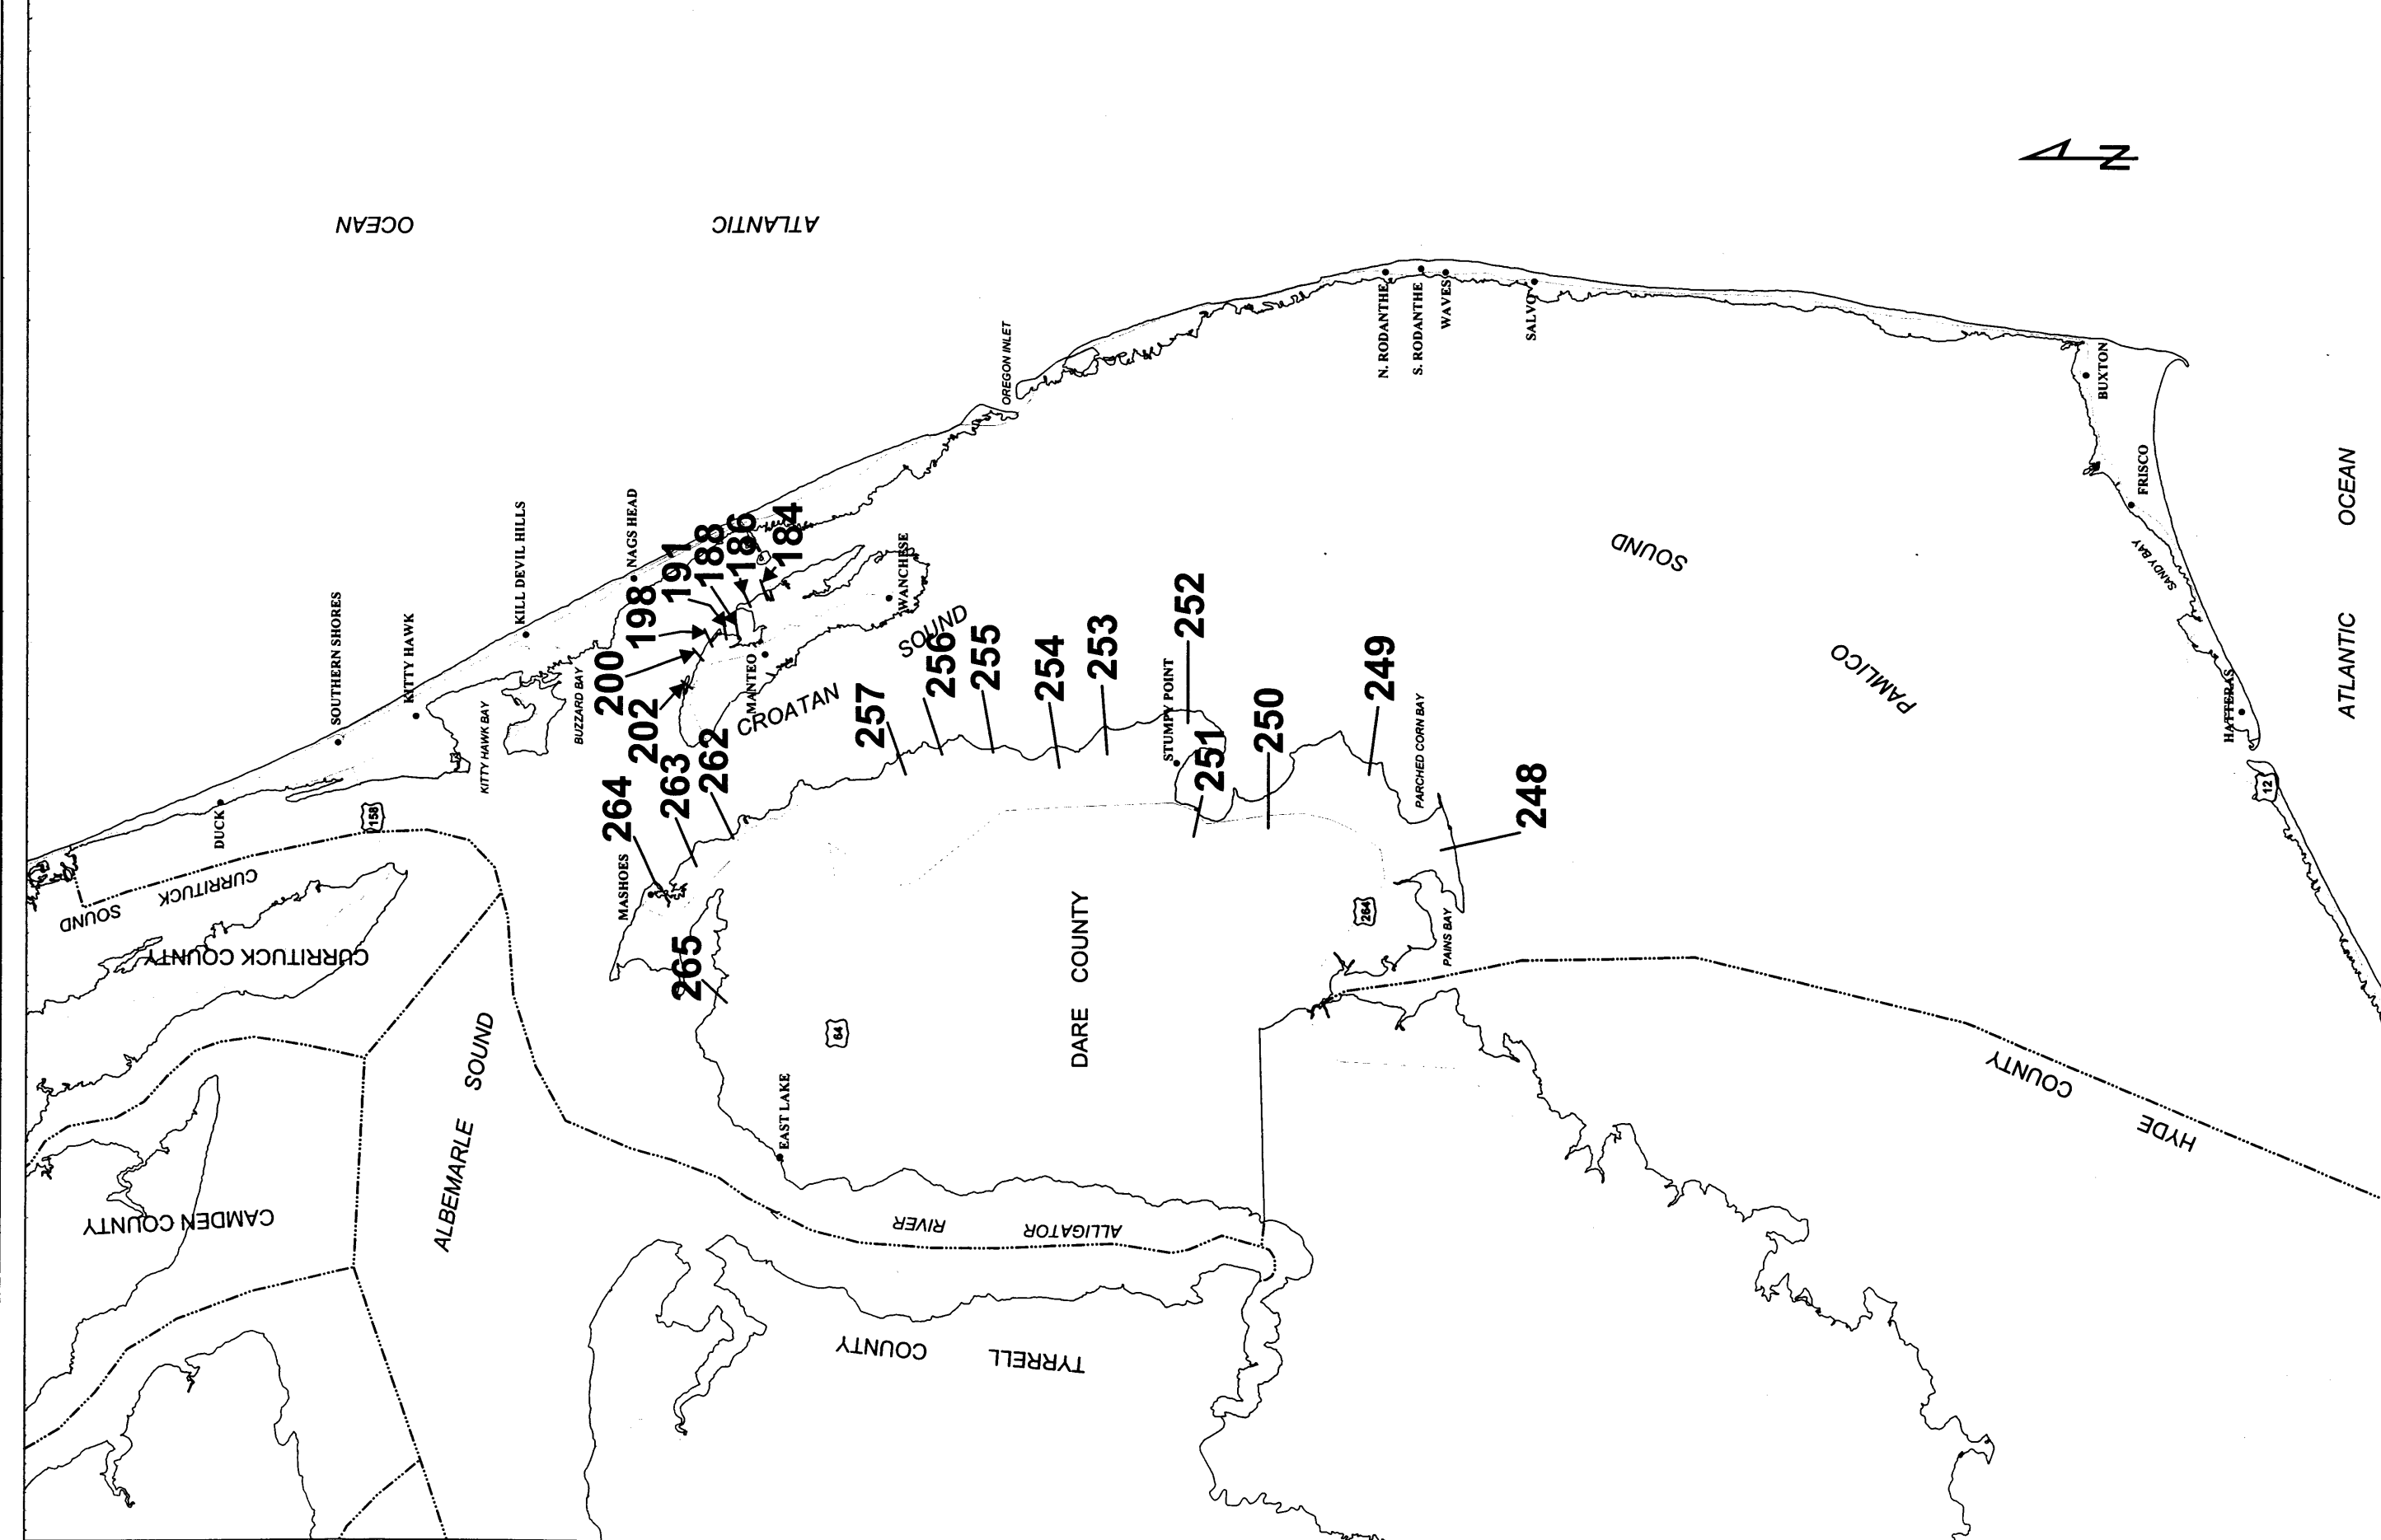 OCEAN
ATLANTIC
N
SOUTHERN SHORES
KITTY HAWK
KILL DEVIL HILLS
NAGS HEAD
DUCK
158
KITTY HAWK BAY
BUZZARD BAY
OREGON INLET
N. RODANTHE
S. RODANTHE
WAVES
SALVO
BUXTON
FRISCO
SANDY BAY
HATTERAS
12
ATLANTIC OCEAN
PAMLICO
SOUND
184
186
188
191
198
200
202
MANTEO
WANCHESE
CROATAN
SOUND
262
263
264
265
MASHOES
257
256
255
254
253
252
STUMPY POINT
251
250
249
248
PARCHED CORN BAY
PAINS BAY
264
64
DARE COUNTY
EAST LAKE
CURRITUCK
SOUND
CURRITUCK COUNTY
CAMDEN COUNTY
ALBEMARLE SOUND
ALLIGATOR
RIVER
TYRRELL
COUNTY
HYDE
COUNTY